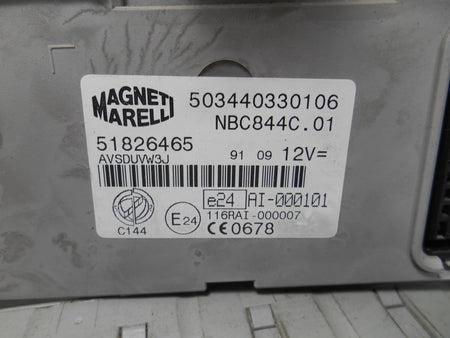 MAGNETI MARELLI
503440330106
NBC844C.01
51826465
91 09 12V=
AVSDUVW3J
e24 AI-000101
116RAI-000007
C144
E24
CE0678